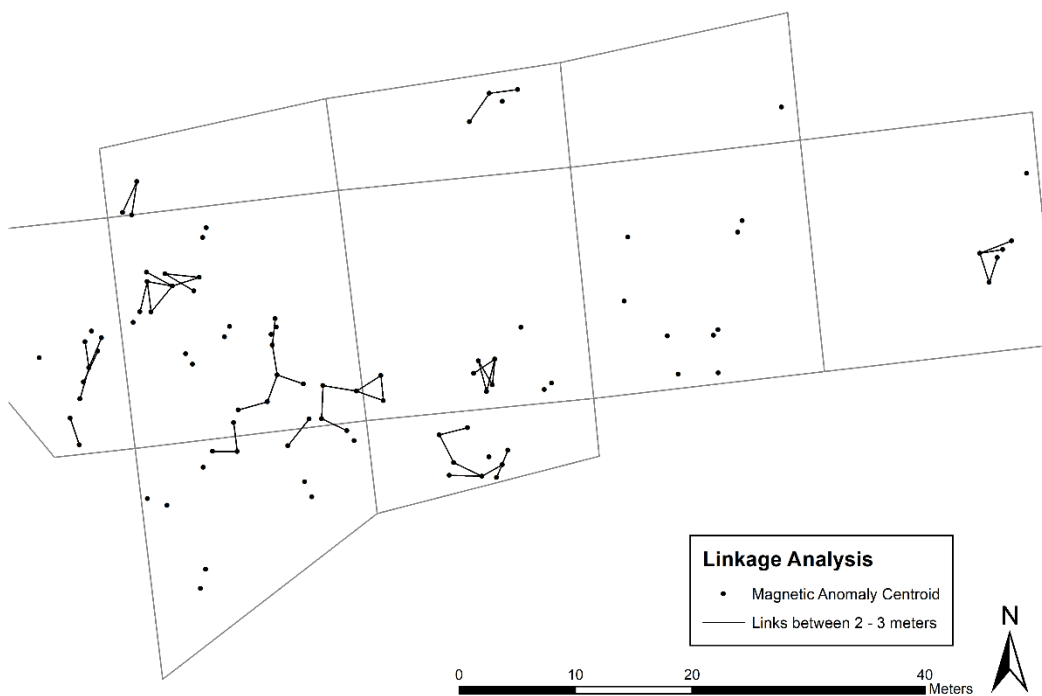 Linkage Analysis
Magnetic Anomaly Centroid
Links between 2 - 3 meters
N
0 10 20 40
Meters